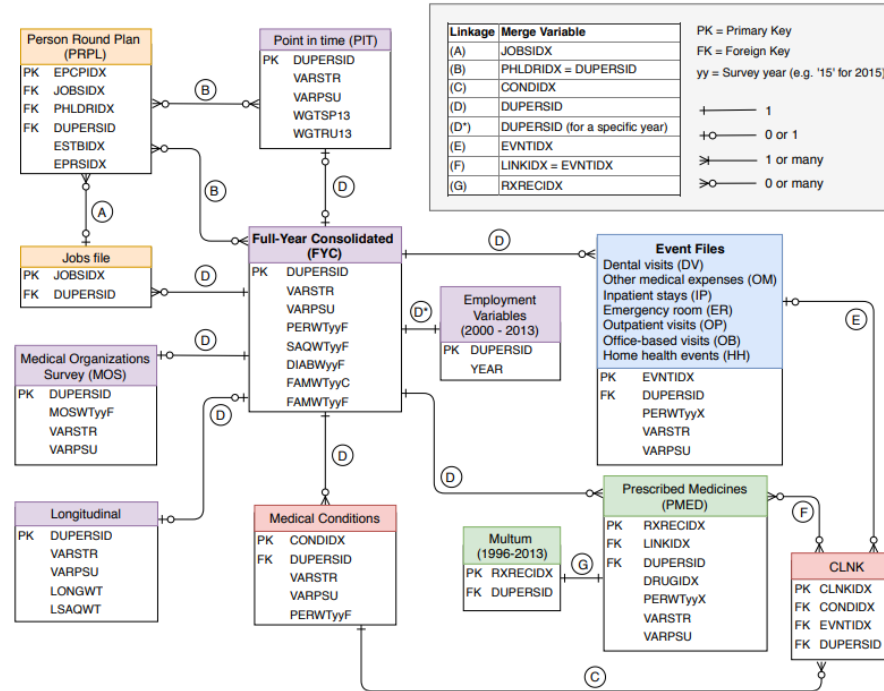 Person Round Plan
(PRPL)
PK EPCPIDX
FK JOBSIDX
FK PHLDRIDX
FK DUPERSID
ESTBIDX
EPRSIDX
B
Point in time (PIT)
PK DUPERSID
VARSTR
VARPSU
WGTSP13
WGTRU13
Linkage Merge Variable
(A) JOBSIDX
(B) PHLDRIDX = DUPERSID
(C) CONDIDX
(D) DUPERSID
(D*) DUPERSID (for a specific year)
(E) EVNTIDX
(F) LINKIDX = EVNTIDX
(G) RXRECIDX
PK = Primary Key
FK = Foreign Key
yy = Survey year (e.g. '15' for 2015)
1
0 or 1
1 or many
0 or many
A
B
D
Jobs file
PK JOBSIDX
FK DUPERSID
D
Full-Year Consolidated
(FYC)
PK DUPERSID
VARSTR
VARPSU
PERWTyyF
SAQWTyyF
DIABWyyF
FAMWTyyC
FAMWTyyF
D
D*
Employment
Variables
(2000 - 2013)
PK DUPERSID
YEAR
Event Files
Dental visits (DV)
Other medical expenses (OM)
Inpatient stays (IP)
Emergency room (ER)
Outpatient visits (OP)
Office-based visits (OB)
Home health events (HH)
PK EVNTIDX
FK DUPERSID
PERWTyyX
VARSTR
VARPSU
E
Medical Organizations
Survey (MOS)
PK DUPERSID
MOSWTyyF
VARSTR
VARPSU
D
D
D
D
Longitudinal
PK DUPERSID
VARSTR
VARPSU
LONGWT
LSAQWT
Medical Conditions
PK CONDIDX
FK DUPERSID
VARSTR
VARPSU
PERWTyyF
Multum
(1996-2013)
PK RXRECIDX
FK DUPERSID
G
Prescribed Medicines
(PMED)
PK RXRECIDX
FK LINKIDX
FK DUPERSID
DRUGIDX
PERWTyyX
VARSTR
VARPSU
F
CLNK
PK CLNKIDX
FK CONDIDX
FK EVNTIDX
FK DUPERSID
C